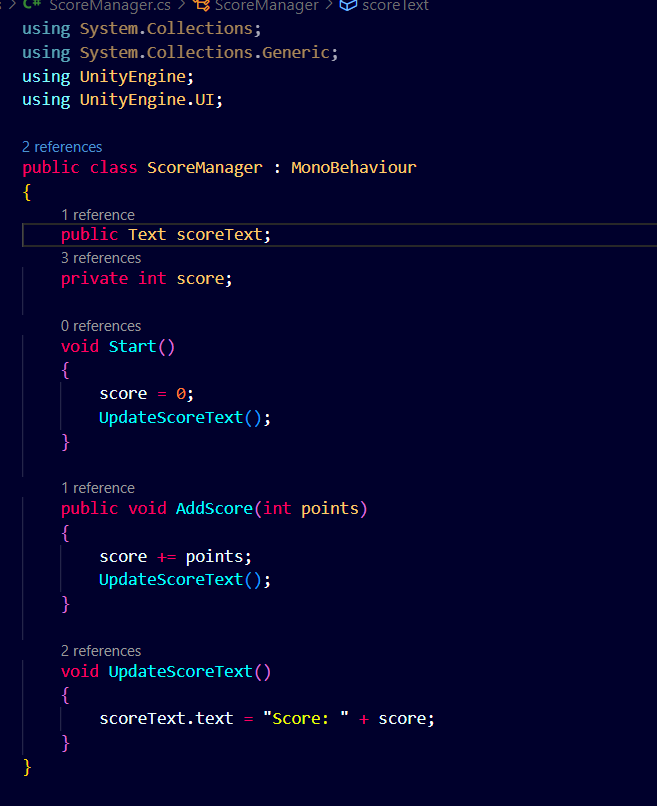 s > C# ScoreManager.cs > ScoreManager > scoreText
using System.Collections;
using System.Collections.Generic;
using UnityEngine;
using UnityEngine.UI;
2 references
public class ScoreManager : MonoBehaviour
{
1 reference
public Text scoreText;
3 references
private int score;
0 references
void Start()
{
score = 0;
UpdateScoreText();
}
1 reference
public void AddScore(int points)
{
score += points;
UpdateScoreText();
}
2 references
void UpdateScoreText()
{
scoreText.text = "Score: " + score;
}
}